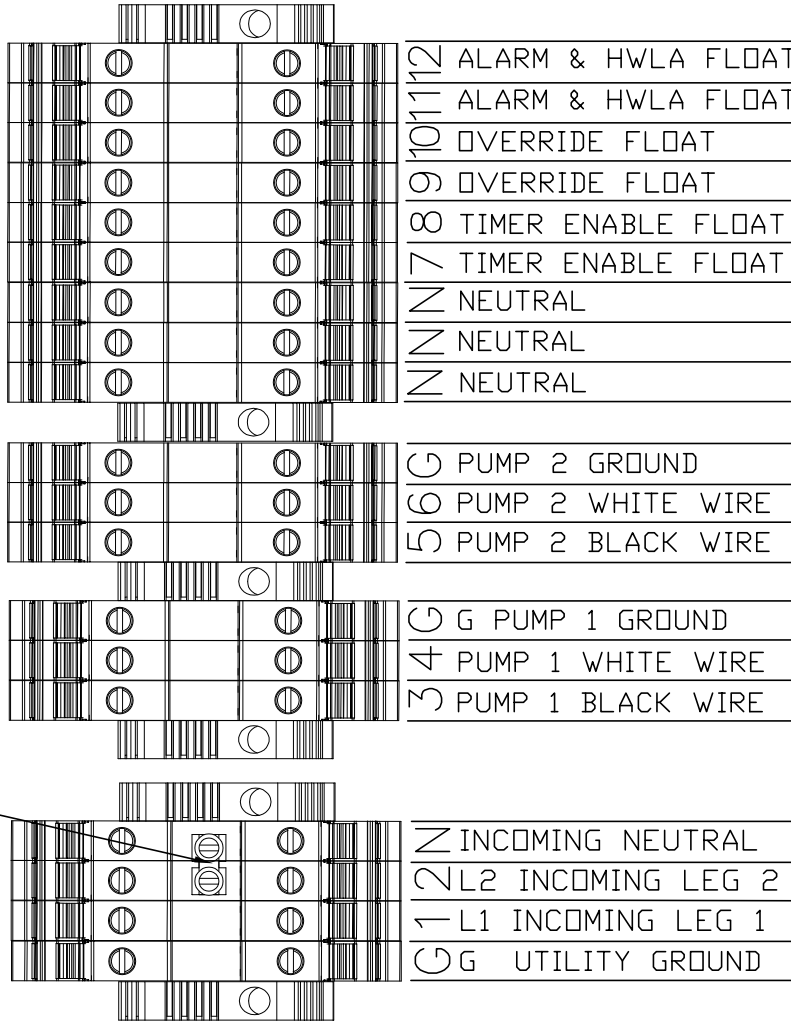 12 ALARM & HWLA FLOAT
11 ALARM & HWLA FLOAT
10 OVERRIDE FLOAT
9 OVERRIDE FLOAT
8 TIMER ENABLE FLOAT
7 TIMER ENABLE FLOAT
N NEUTRAL
N NEUTRAL
N NEUTRAL
G PUMP 2 GROUND
6 PUMP 2 WHITE WIRE
5 PUMP 2 BLACK WIRE
G G PUMP 1 GROUND
4 PUMP 1 WHITE WIRE
3 PUMP 1 BLACK WIRE
N INCOMING NEUTRAL
2 L2 INCOMING LEG 2
1 L1 INCOMING LEG 1
G G UTILITY GROUND